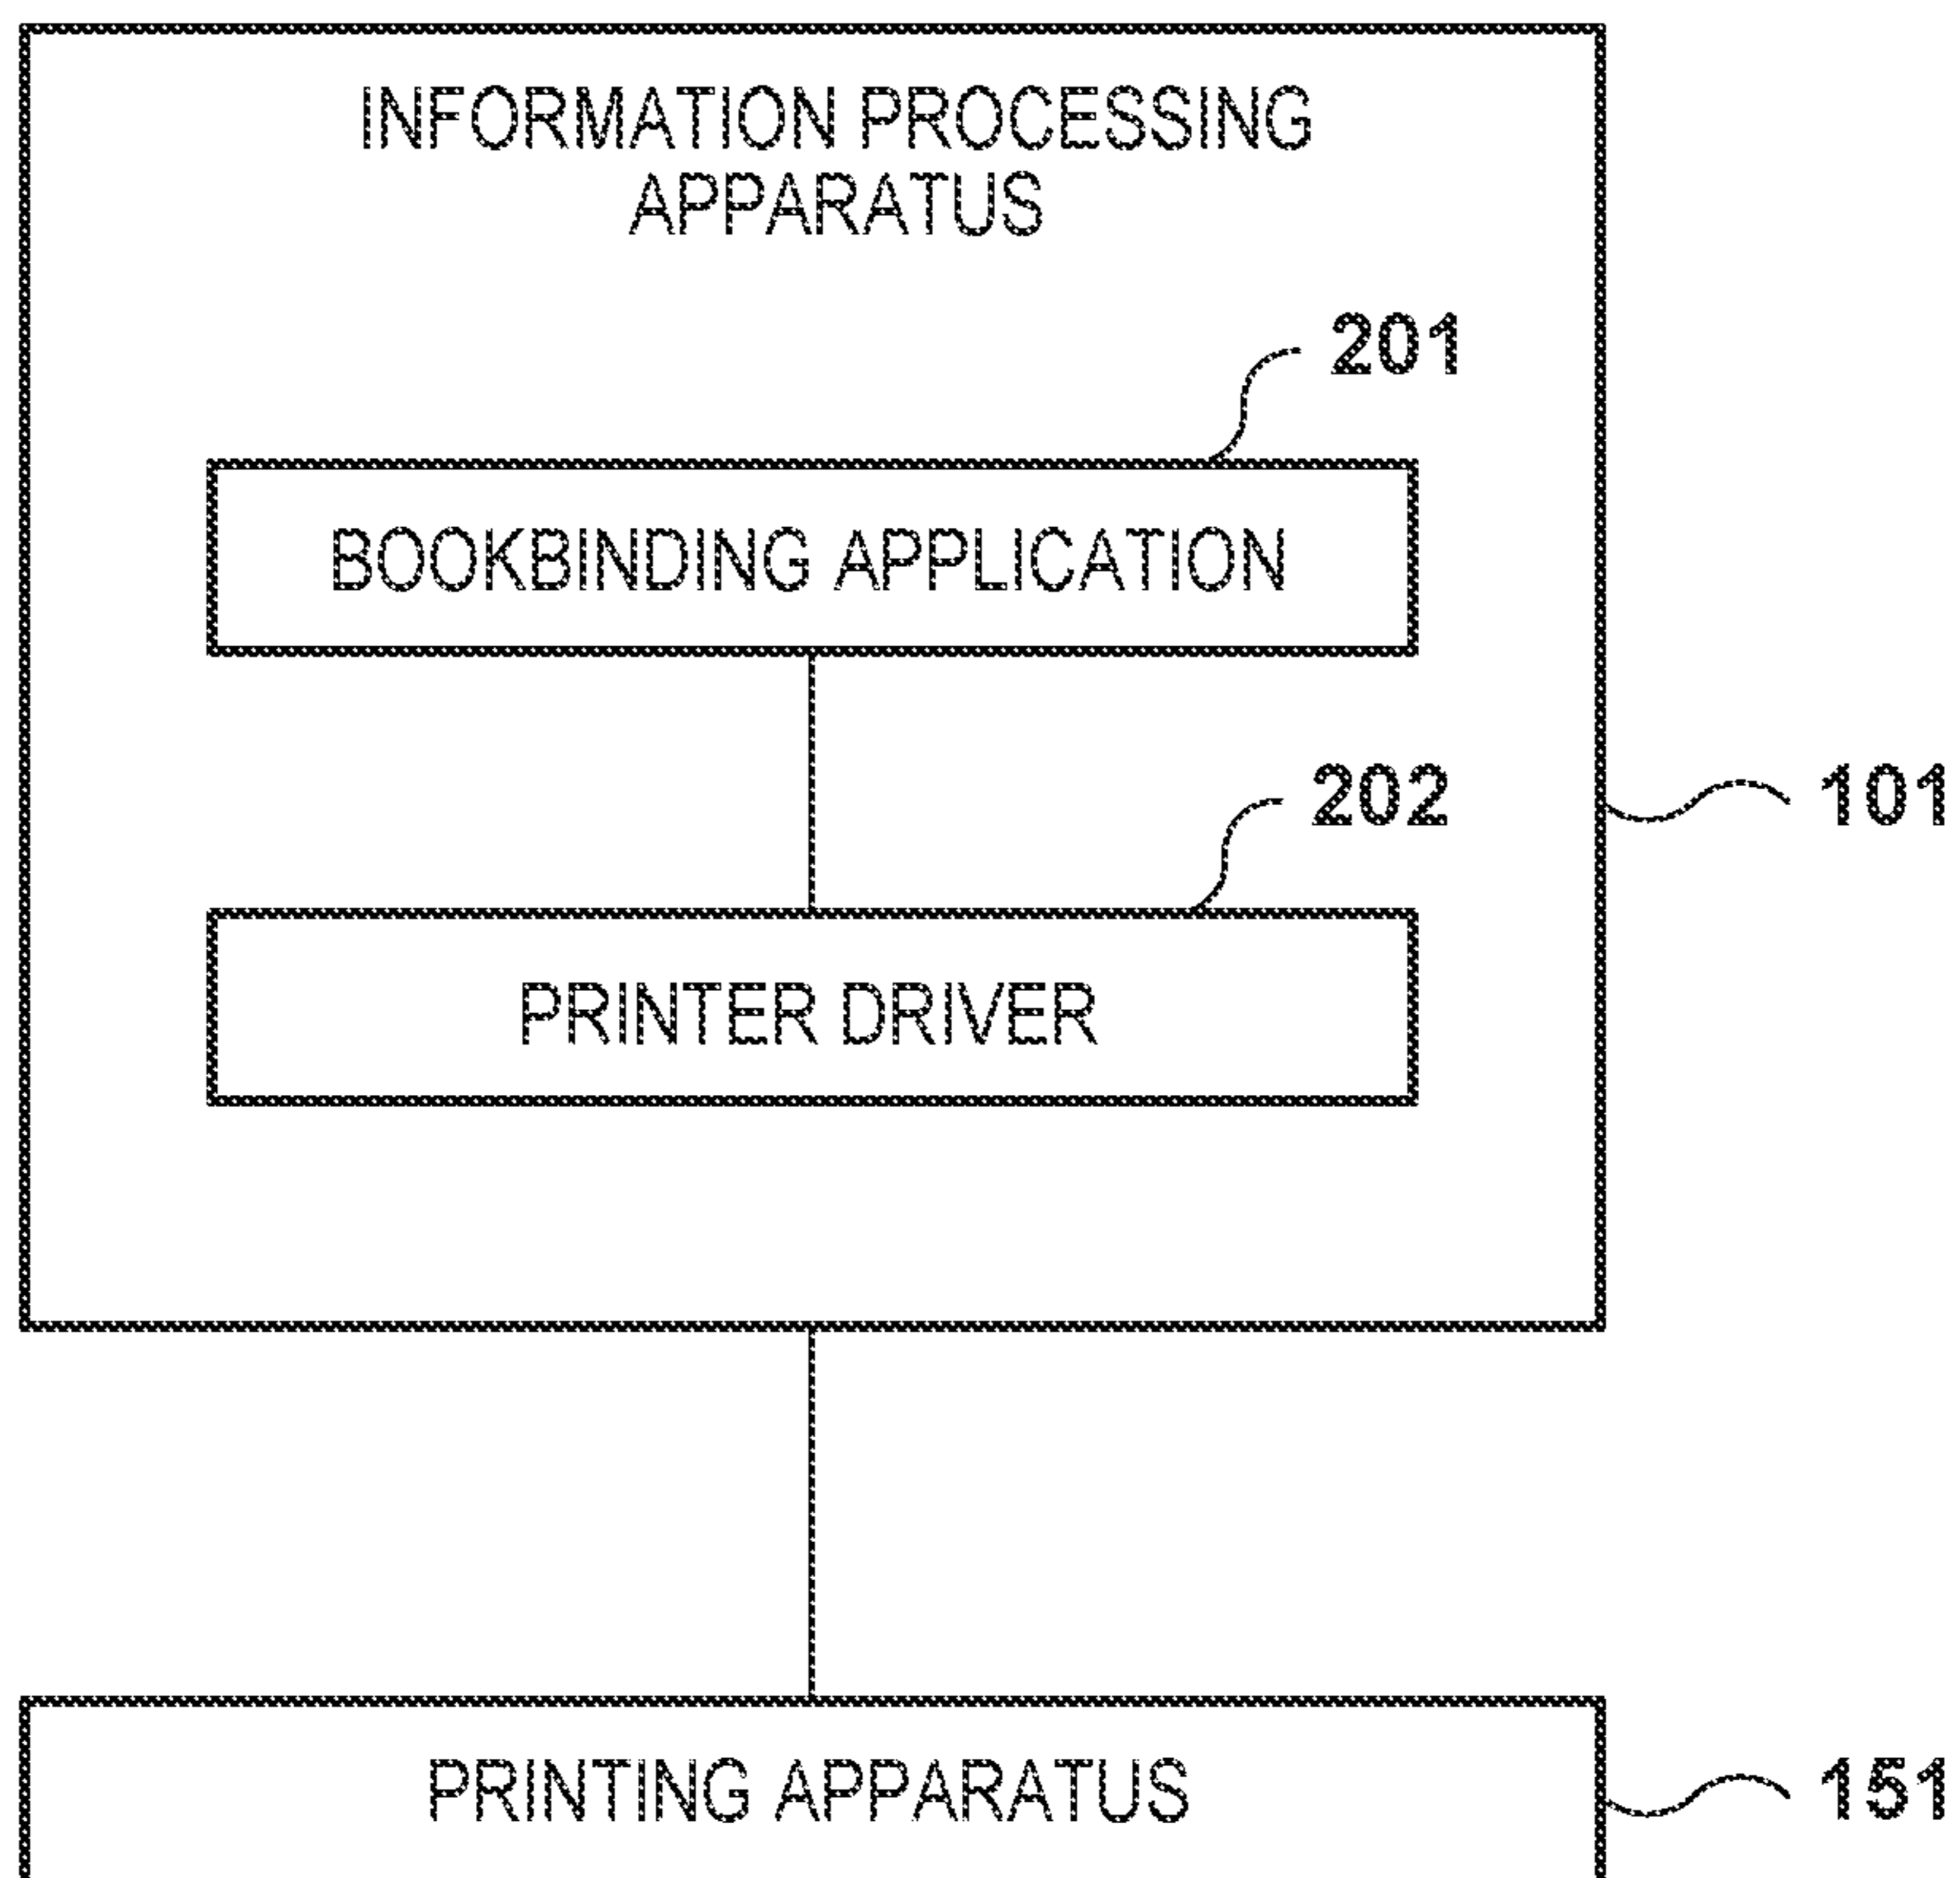 INFORMATION PROCESSING
APPARATUS
201
BOOKBINDING APPLICATION
202
101
PRINTER DRIVER
PRINTING APPARATUS
151